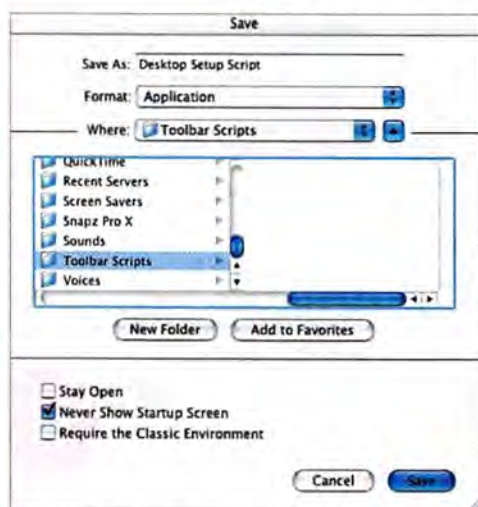 Save
Save As: Desktop Setup Script
Format: Application
Where: Toolbar Scripts
QuickTime
Recent Servers
Screen Savers
Snapz Pro X
Sounds
Toolbar Scripts
Voices
New Folder Add to Favorites
Stay Open
Never Show Startup Screen
Require the Classic Environment
Cancel Save